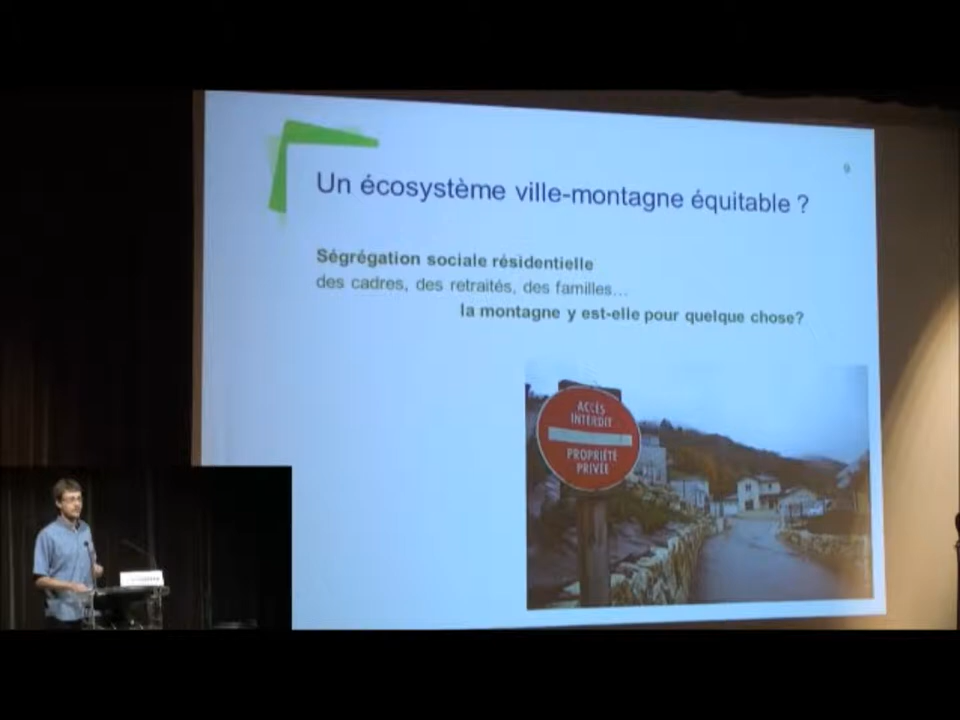 9
Un écosystème ville-montagne équitable ?
Ségrégation sociale résidentielle
des cadres, des retraités, des familles...
la montagne y est-elle pour quelque chose?
ACCÈS
INTERDIT
PROPRIÉTÉ
PRIVÉE